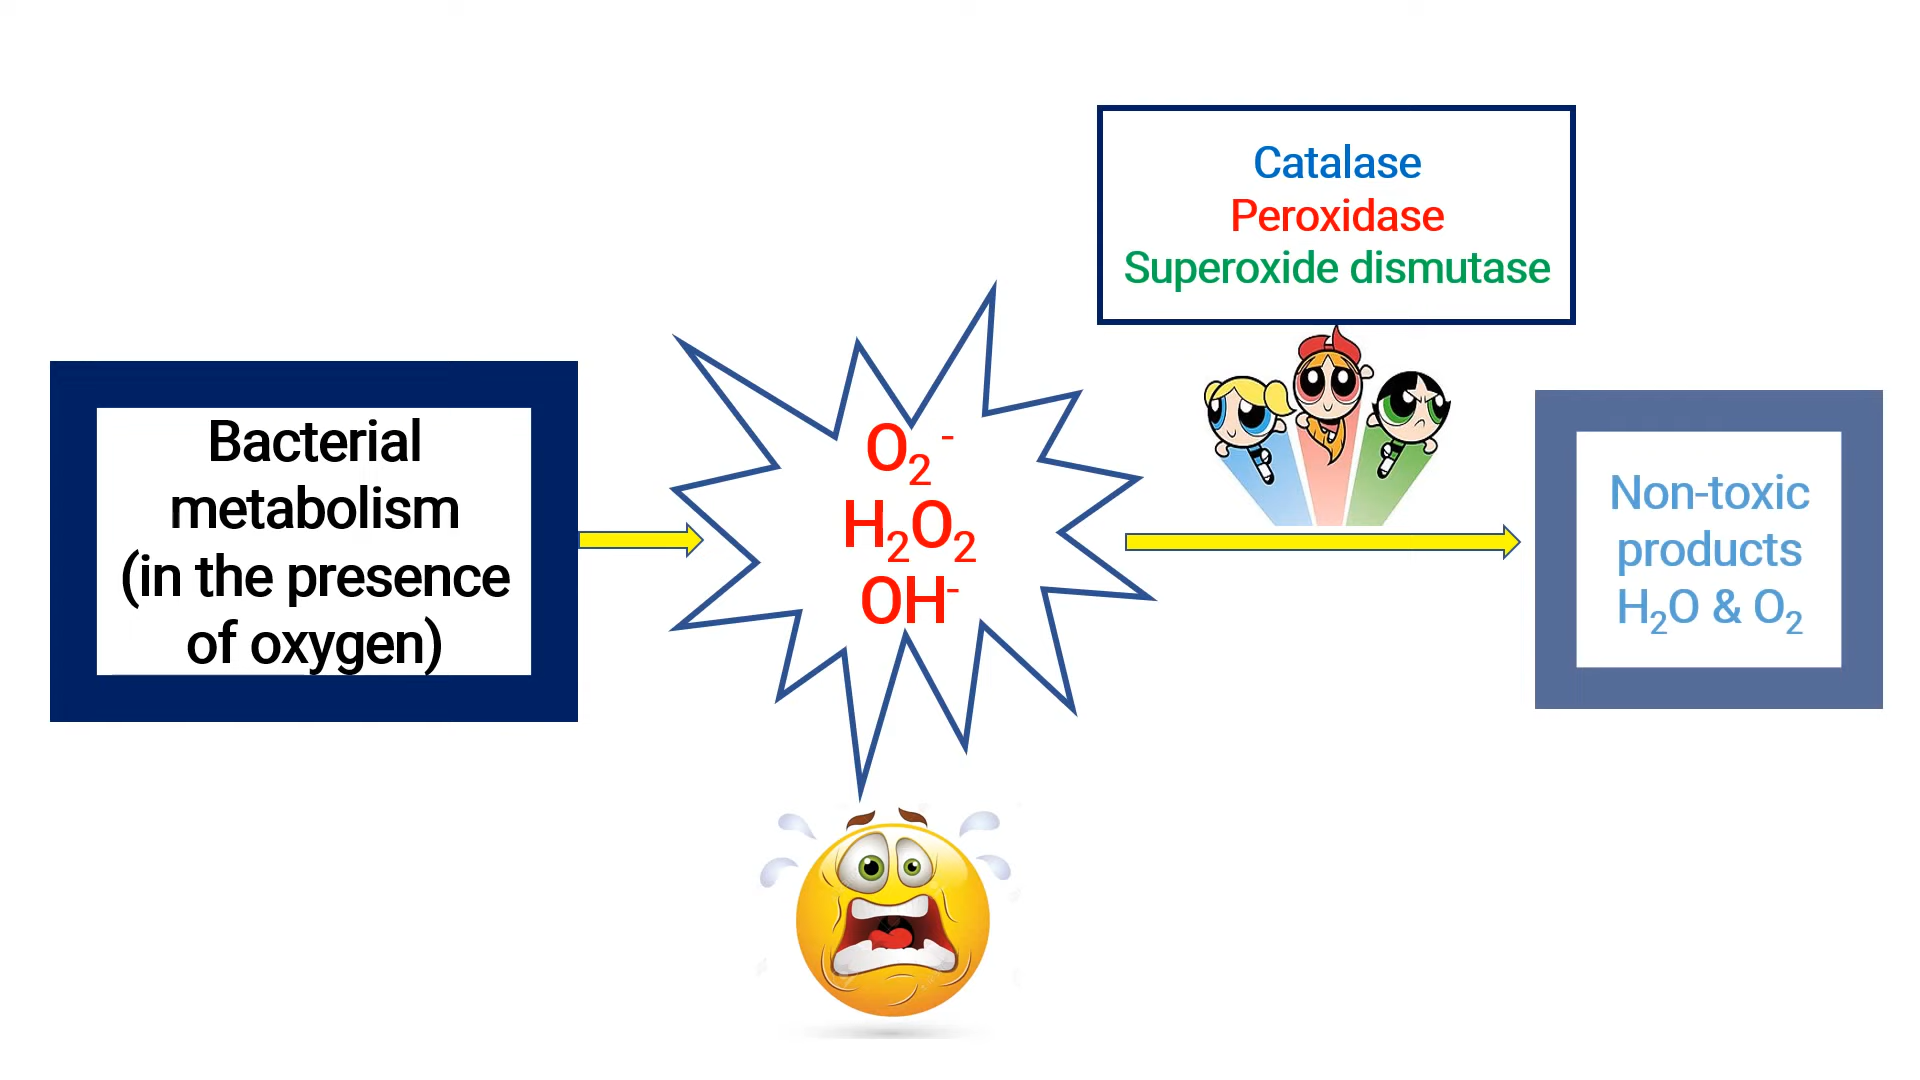 Bacterial
metabolism
(in the presence
of oxygen)
O₂⁻
H₂O₂
OH⁻
Catalase
Peroxidase
Superoxide dismutase
Non-toxic
products
H₂O & O₂